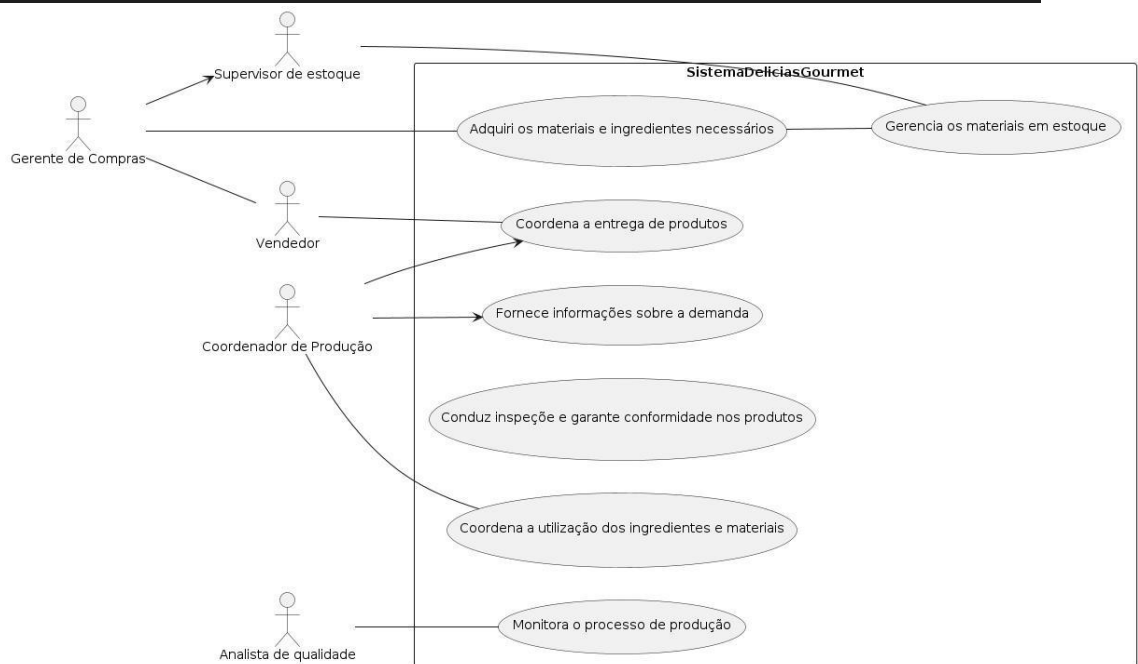 Supervisor de estoque
SistemaDeliciasGourmet
Gerente de Compras
Adquiri os materiais e ingredientes necessários
Gerencia os materiais em estoque
Vendedor
Coordena a entrega de produtos
Coordenador de Produção
Fornece informações sobre a demanda
Conduz inspeçõe e garante conformidade nos produtos
Coordena a utilização dos ingredientes e materiais
Analista de qualidade
Monitora o processo de produção